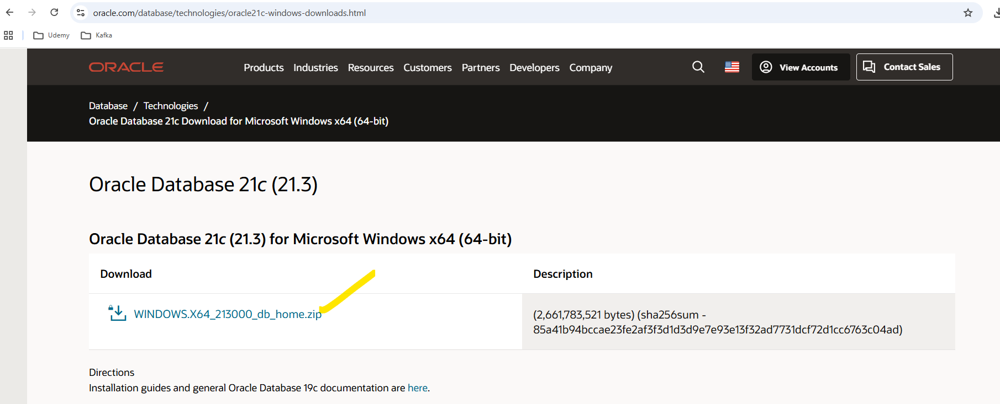 oracle.com/database/technologies/oracle21c-windows-downloads.html
Udemy Kafka
ORACLE Products Industries Resources Customers Partners Developers Company View Accounts Contact Sales
Database / Technologies /
Oracle Database 21c Download for Microsoft Windows x64 (64-bit)
Oracle Database 21c (21.3)
Oracle Database 21c (21.3) for Microsoft Windows x64 (64-bit)
Download Description
WINDOWS.X64_213000_db_home.zip (2,661,783,521 bytes) (sha256sum -
85a41b94bccae23fe2af3f3d1d3d9e7e93e13f32ad7731dcf72d1cc6763c04ad)
Directions
Installation guides and general Oracle Database 19c documentation are here.